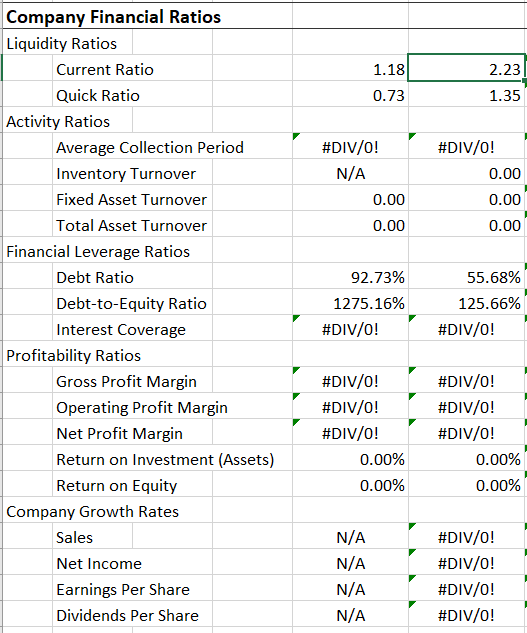 Company Financial Ratios
Liquidity Ratios
Current Ratio 1.18 2.23
Quick Ratio 0.73 1.35
Activity Ratios
Average Collection Period #DIV/0! #DIV/0!
Inventory Turnover N/A 0.00
Fixed Asset Turnover 0.00 0.00
Total Asset Turnover 0.00 0.00
Financial Leverage Ratios
Debt Ratio 92.73% 55.68%
Debt-to-Equity Ratio 1275.16% 125.66%
Interest Coverage #DIV/0! #DIV/0!
Profitability Ratios
Gross Profit Margin #DIV/0! #DIV/0!
Operating Profit Margin #DIV/0! #DIV/0!
Net Profit Margin #DIV/0! #DIV/0!
Return on Investment (Assets) 0.00% 0.00%
Return on Equity 0.00% 0.00%
Company Growth Rates
Sales N/A #DIV/0!
Net Income N/A #DIV/0!
Earnings Per Share N/A #DIV/0!
Dividends Per Share N/A #DIV/0!